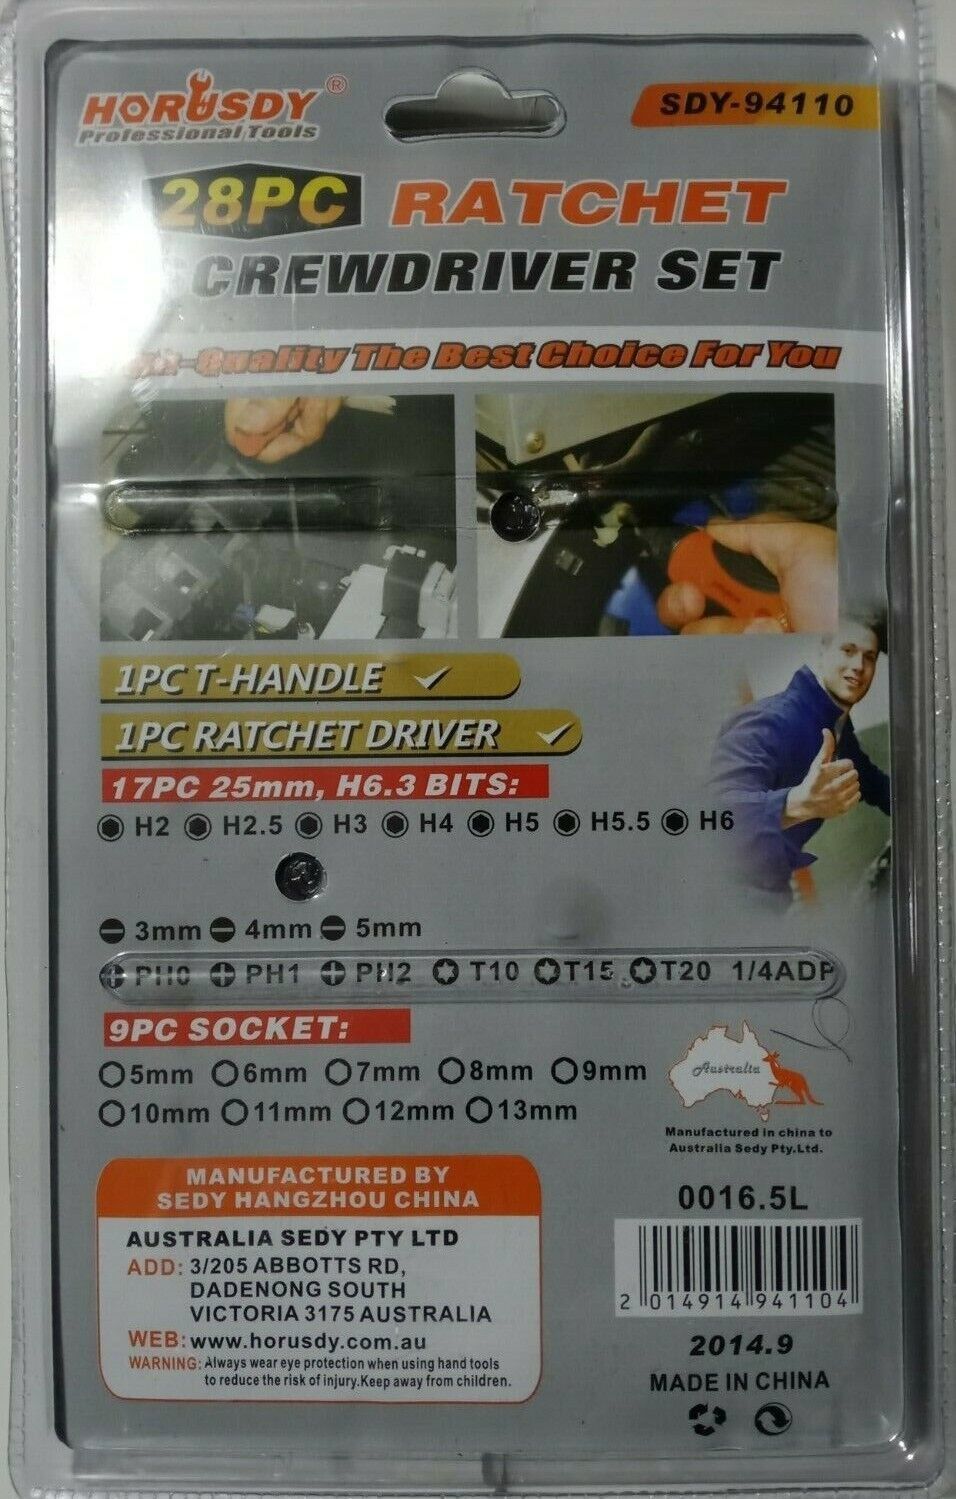 HORUSDY ®
Professional Tools
SDY-94110
28PC RATCHET
SCREWDRIVER SET
The Best Choice For You
1PC T-HANDLE
1PC RATCHET DRIVER
17PC 25mm, H6.3 BITS:
H2 H2.5 H3 H4 H5 H5.5 H6
3mm 4mm 5mm
PH0 PH1 PH2 T10 T15 T20 1/4ADP
9PC SOCKET:
5mm 6mm 7mm 8mm 9mm
10mm 11mm 12mm 13mm
Australia
Manufactured in china to
Australia Sedy Pty.Ltd.
MANUFACTURED BY
SEDY HANGZHOU CHINA
AUSTRALIA SEDY PTY LTD
ADD: 3/205 ABBOTTS RD,
DADENONG SOUTH
VICTORIA 3175 AUSTRALIA
WEB: www.horusdy.com.au
WARNING: Always wear eye protection when using hand tools
to reduce the risk of injury.Keep away from children.
0016.5L
2 014914 941104
2014.9
MADE IN CHINA